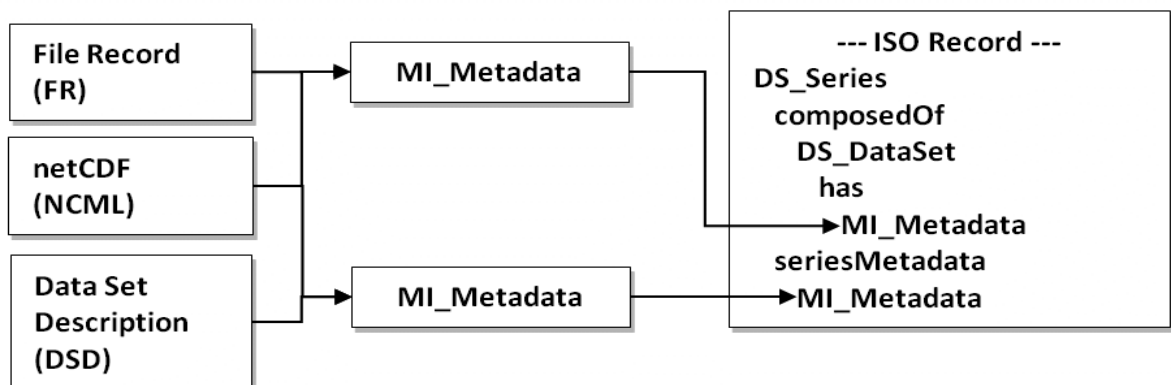 File Record
(FR)
netCDF
(NCML)
Data Set
Description
(DSD)
MI_Metadata
MI_Metadata
--- ISO Record ---
DS_Series
composedOf
DS_DataSet
has
MI_Metadata
seriesMetadata
MI_Metadata